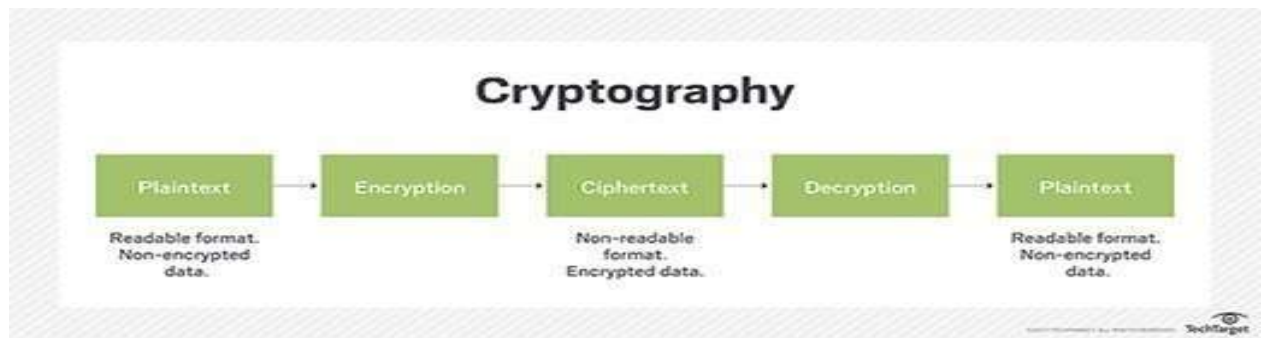 Cryptography
Plaintext
Encryption
Ciphertext
Decryption
Plaintext
Readable format.
Non-encrypted
data.
Non-readable
format.
Encrypted data.
Readable format.
Non-encrypted
data.
TechTarget